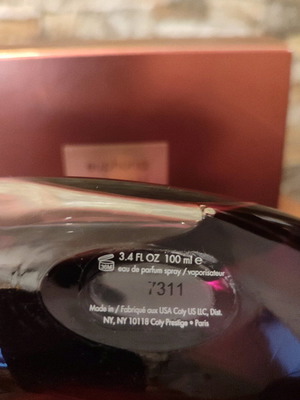 3.4 FL OZ 100 ml ℮
eau de parfum spray / vaporisateur
7311
Made in / Fabriqué aux USA Coty US LLC, Dist.
NY, NY 10118 Coty Prestige • Paris